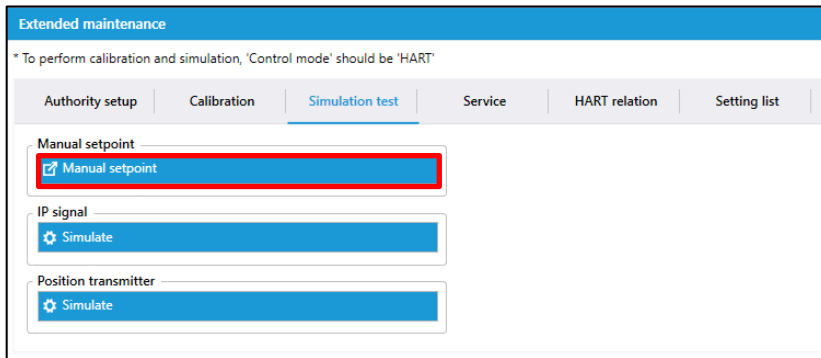 Extended maintenance
* To perform calibration and simulation, 'Control mode' should be 'HART'
Authority setup Calibration Simulation test Service HART relation Setting list
Manual setpoint
Manual setpoint
IP signal
Simulate
Position transmitter
Simulate